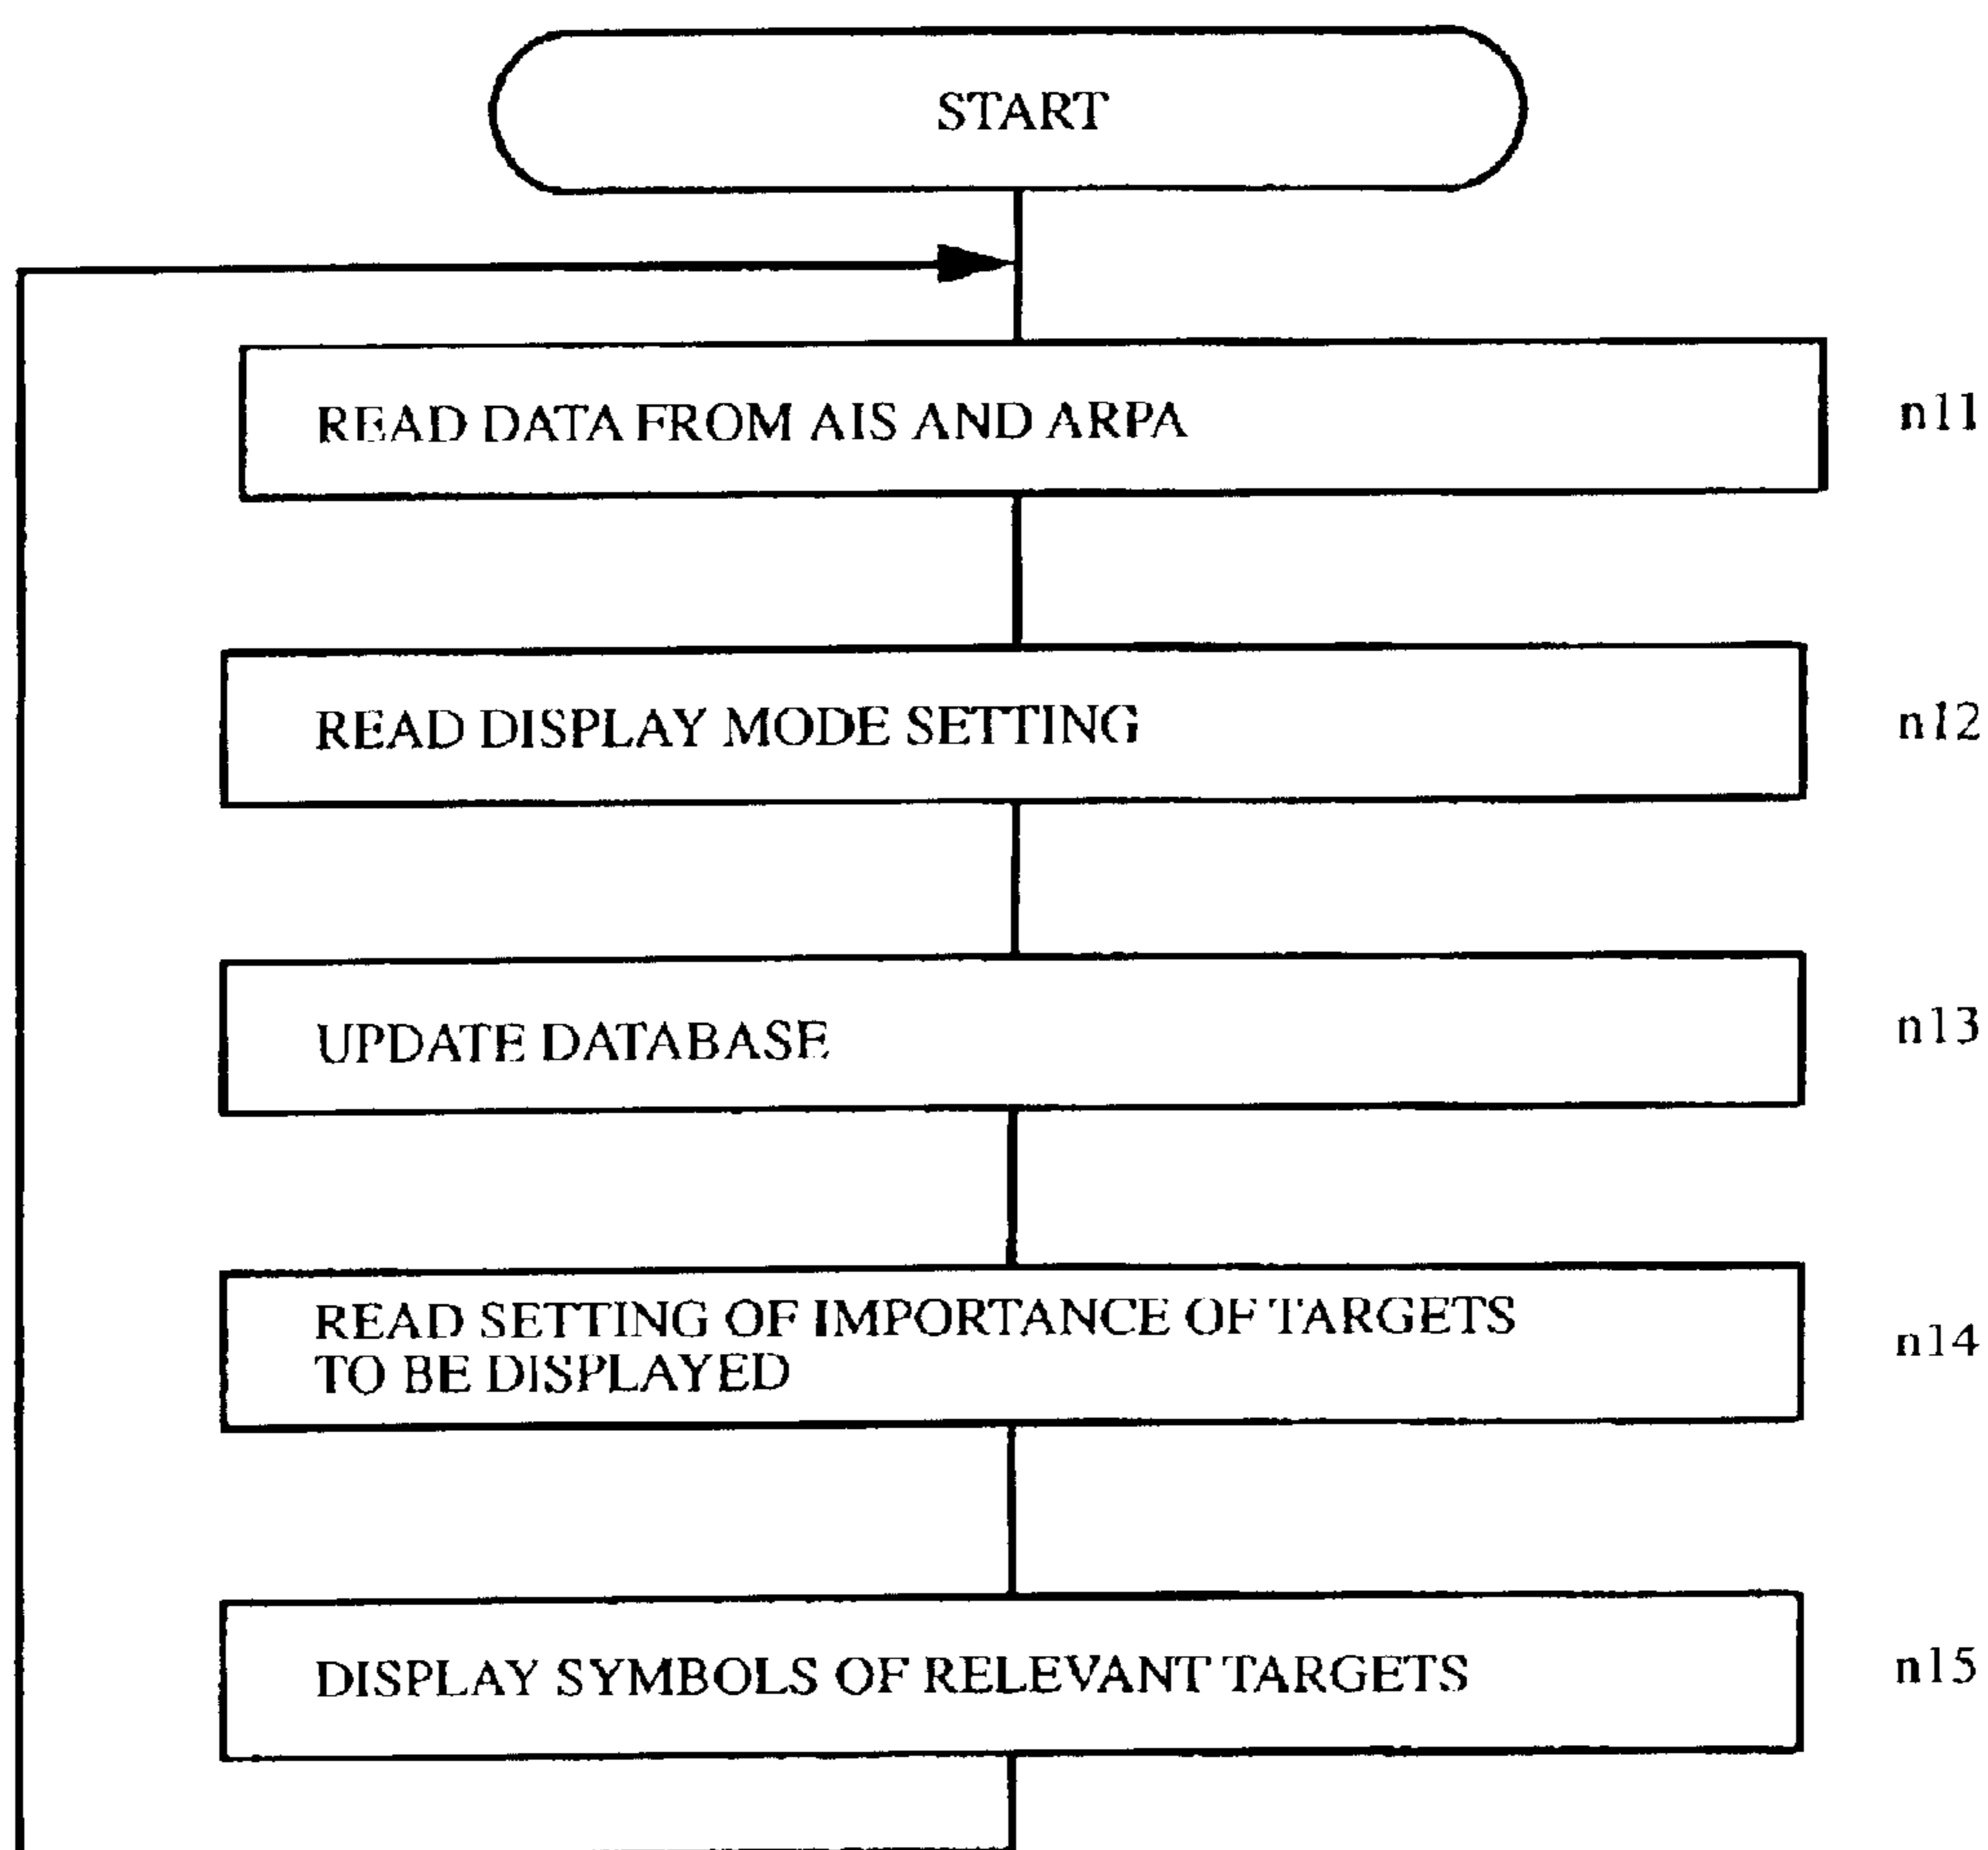 START
READ DATA FROM AIS AND ARPA
n11
READ DISPLAY MODE SETTING
n12
UPDATE DATABASE
n13
READ SETTING OF IMPORTANCE OF TARGETS
TO BE DISPLAYED
n14
DISPLAY SYMBOLS OF RELEVANT TARGETS
n15